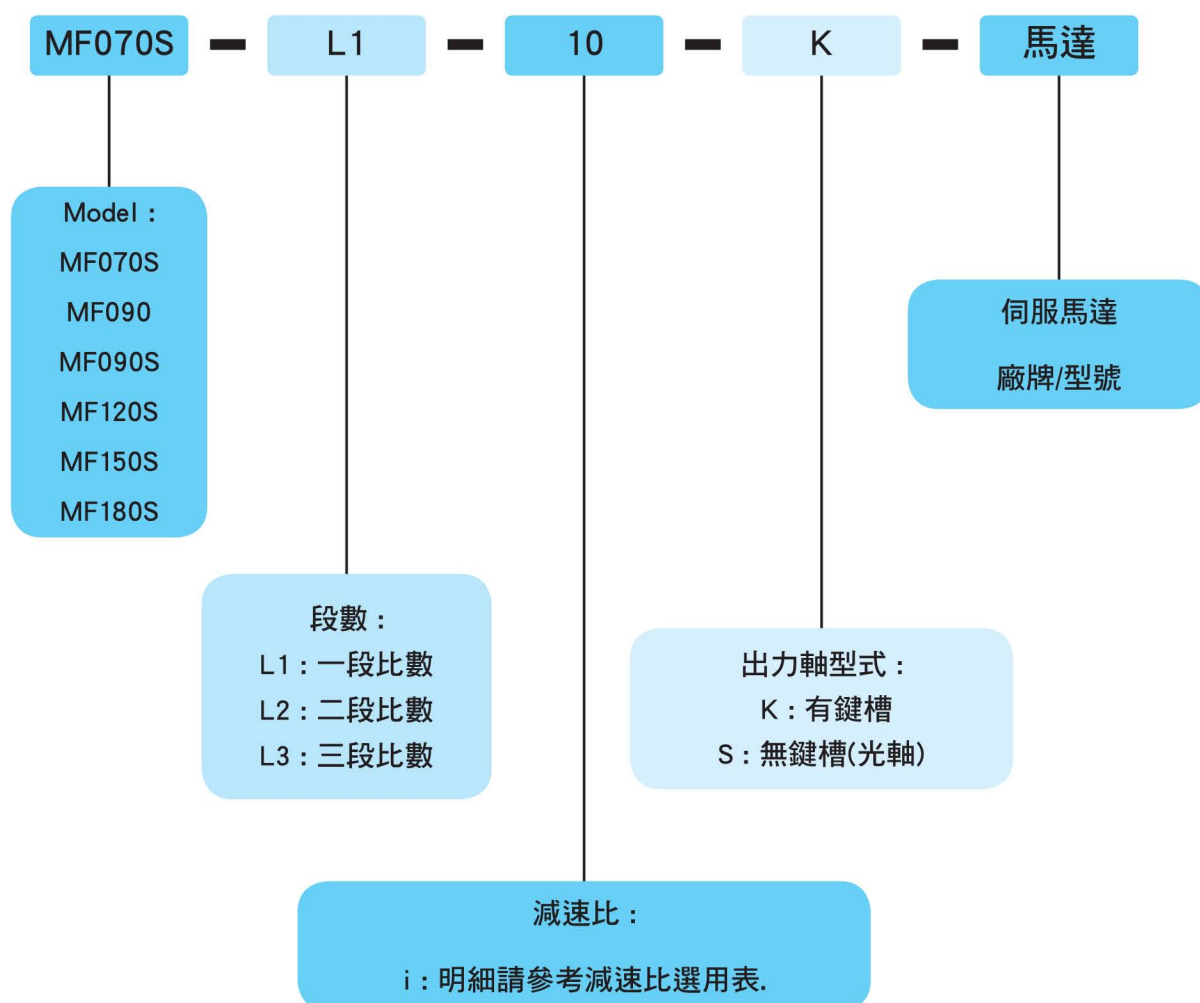 MF070S - L1 - 10 - K - 馬達
Model :
MF070S
MF090
MF090S
MF120S
MF150S
MF180S
伺服馬達
廠牌/型號
段數 :
L1 : 一段比數
L2 : 二段比數
L3 : 三段比數
出力軸型式 :
K : 有鍵槽
S : 無鍵槽(光軸)
減速比 :
i : 明細請參考減速比選用表.